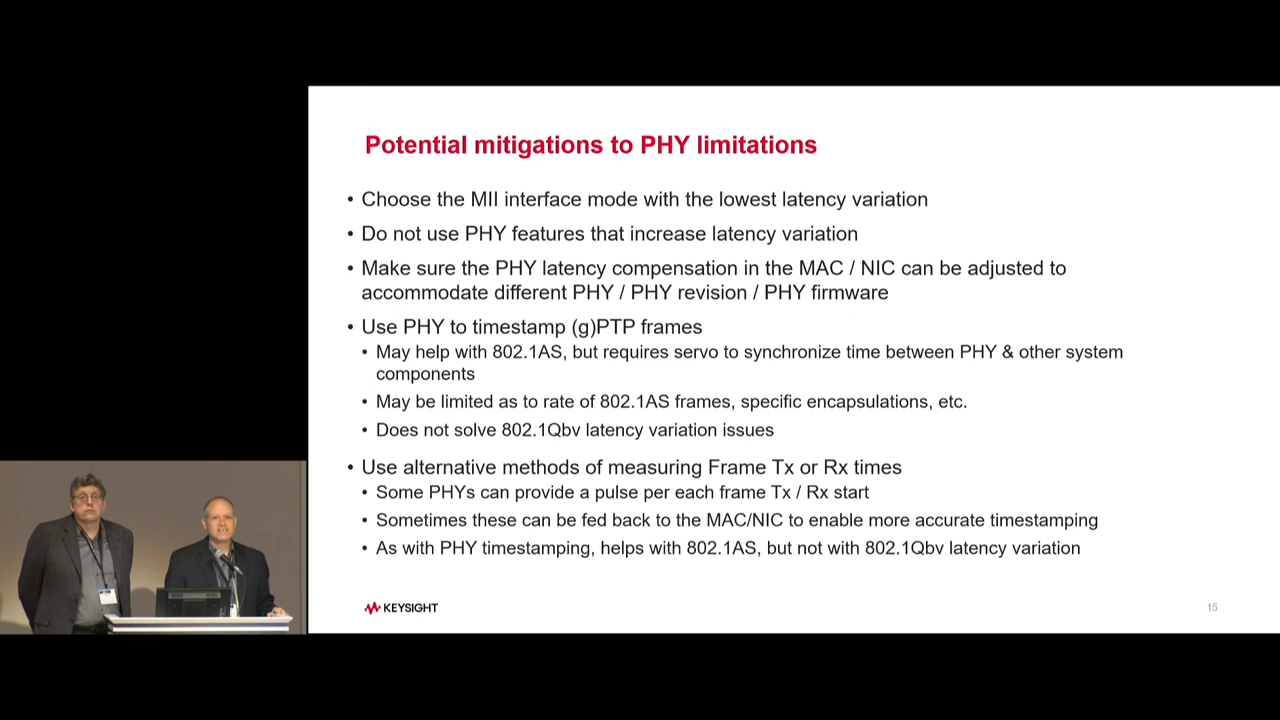 Potential mitigations to PHY limitations
• Choose the MII interface mode with the lowest latency variation
• Do not use PHY features that increase latency variation
• Make sure the PHY latency compensation in the MAC / NIC can be adjusted to
accommodate different PHY / PHY revision / PHY firmware
• Use PHY to timestamp (g)PTP frames
• May help with 802.1AS, but requires servo to synchronize time between PHY & other system
components
• May be limited as to rate of 802.1AS frames, specific encapsulations, etc.
• Does not solve 802.1Qbv latency variation issues
• Use alternative methods of measuring Frame Tx or Rx times
• Some PHYs can provide a pulse per each frame Tx / Rx start
• Sometimes these can be fed back to the MAC/NIC to enable more accurate timestamping
• As with PHY timestamping, helps with 802.1AS, but not with 802.1Qbv latency variation
KEYSIGHT
15